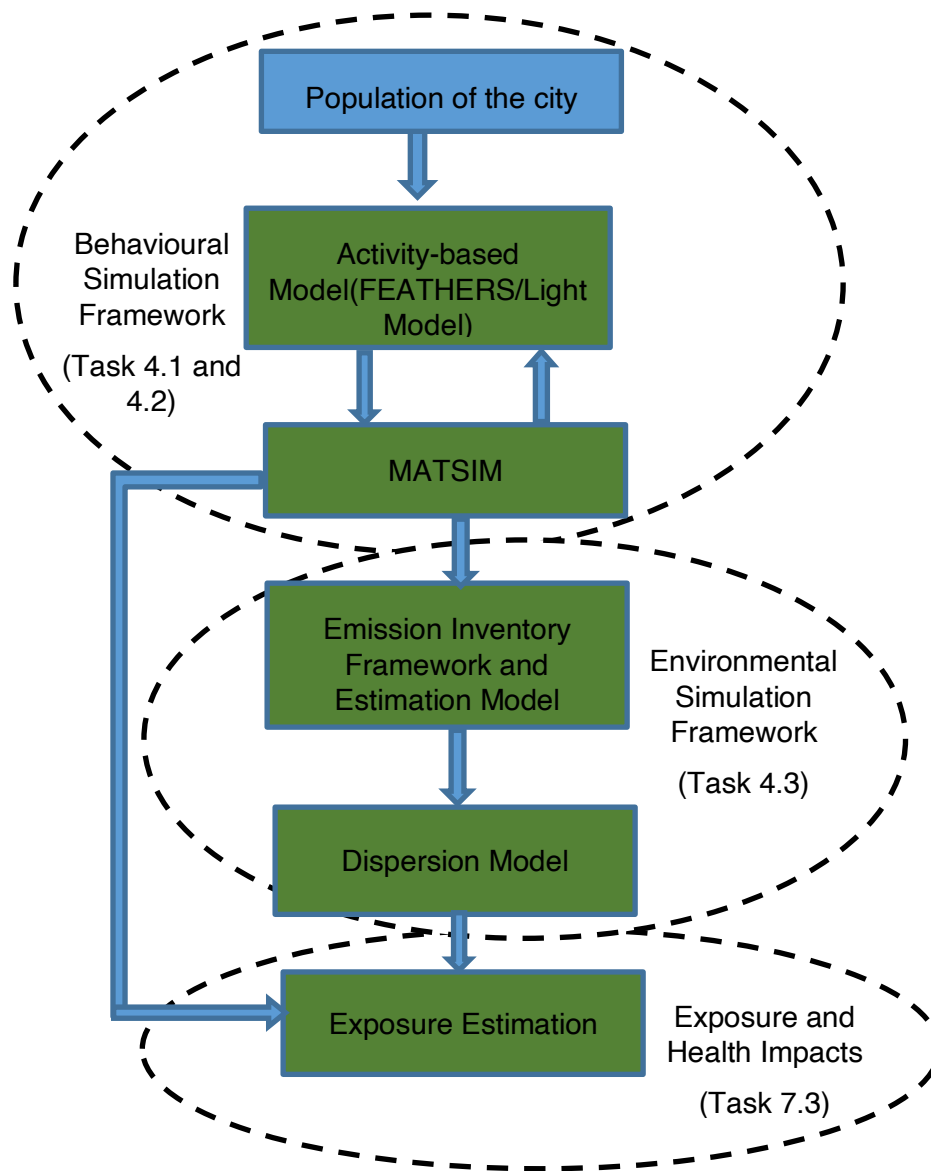 Population of the city
Behavioural
Simulation
Framework
(Task 4.1 and
4.2)
Activity-based
Model(FEATHERS/Light
Model)
MATSIM
Emission Inventory
Framework and
Estimation Model
Environmental
Simulation
Framework
(Task 4.3)
Dispersion Model
Exposure Estimation
Exposure and
Health Impacts
(Task 7.3)